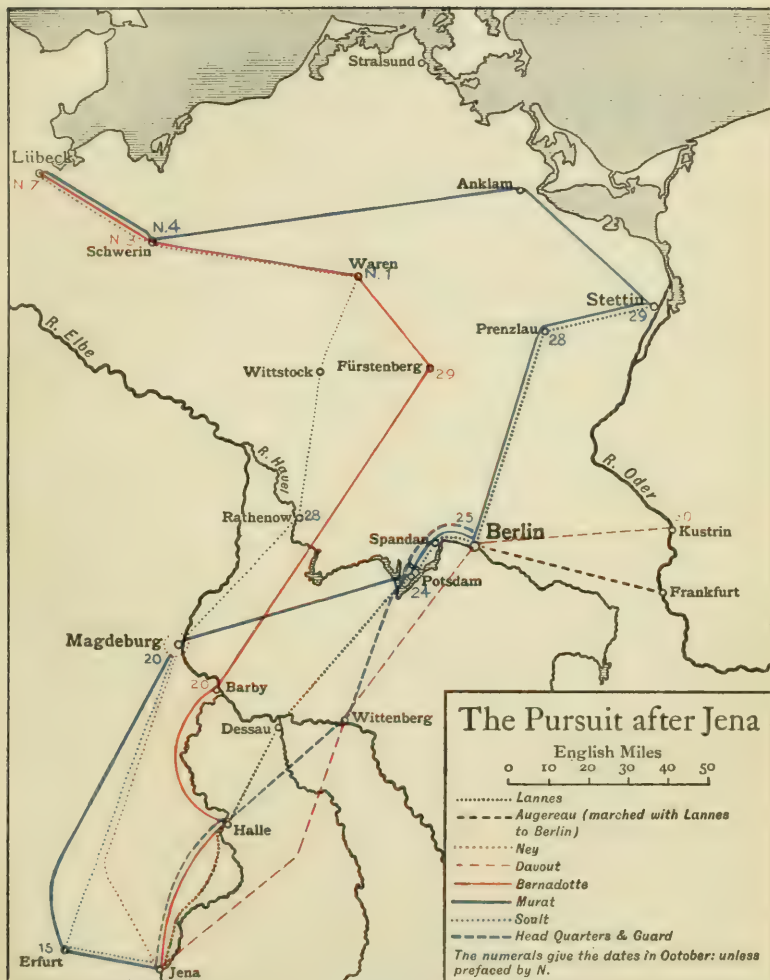 Stralsund
Lübeck
N 7
Anklam
N.4
N 3
Schwerin
Waren
N. 1
Stettin
29
Prenzlau
28
R. Elbe
Wittstock
Fürstenberg
29
R. Havel
R. Oder
Rathenow
28
25
Spandau
Berlin
30
Kustrin
Potsdam
24
Frankfurt
Magdeburg
20
20
Barby
Dessau
Wittenberg
Halle
15
Erfurt
Jena
The Pursuit after Jena
English Miles
0 10 20 30 40 50
Lannes
Augereau (marched with Lannes
to Berlin)
Ney
Davout
Bernadotte
Murat
Soult
Head Quarters & Guard
The numerals give the dates in October: unless
prefaced by N.